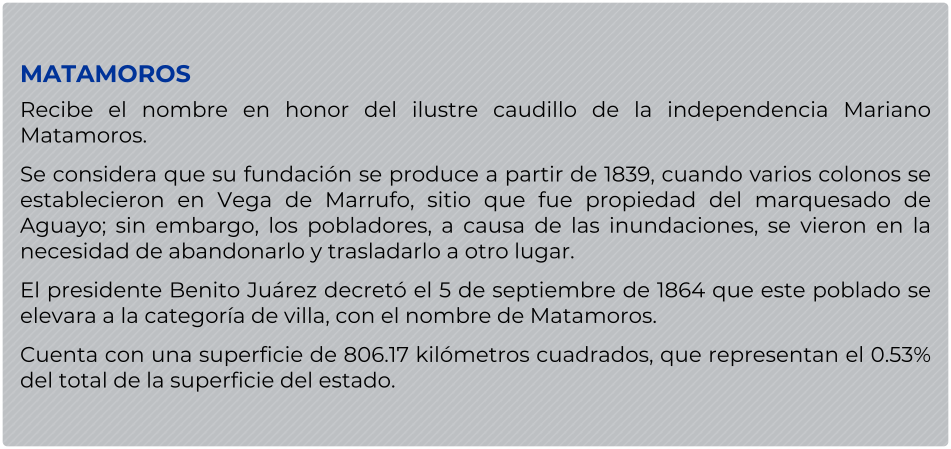 MATAMOROS
Recibe el nombre en honor del ilustre caudillo de la independencia Mariano
Matamoros.
Se considera que su fundación se produce a partir de 1839, cuando varios colonos se
establecieron en Vega de Marrufo, sitio que fue propiedad del marquesado de
Aguayo; sin embargo, los pobladores, a causa de las inundaciones, se vieron en la
necesidad de abandonarlo y trasladarlo a otro lugar.
El presidente Benito Juárez decretó el 5 de septiembre de 1864 que este poblado se
elevara a la categoría de villa, con el nombre de Matamoros.
Cuenta con una superficie de 806.17 kilómetros cuadrados, que representan el 0.53%
del total de la superficie del estado.